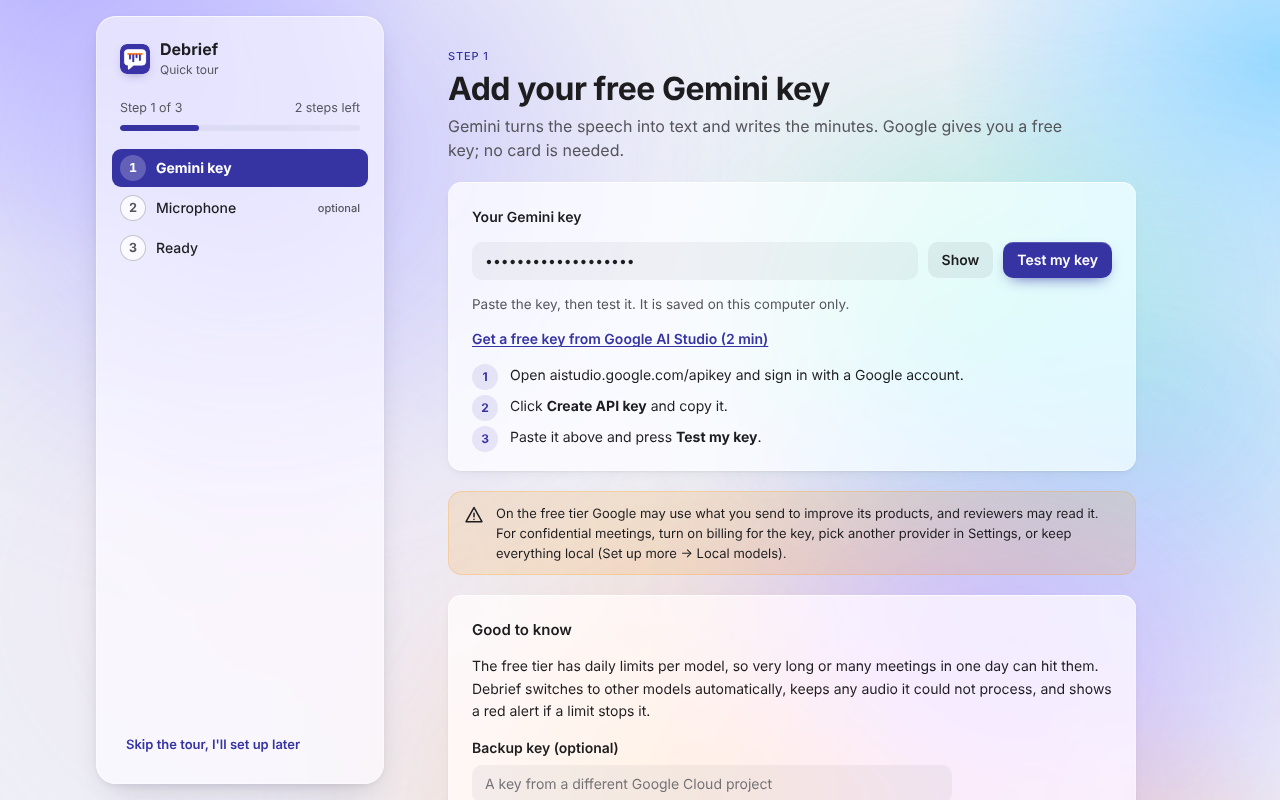 Debrief
Quick tour
Step 1 of 3
2 steps left
1 Gemini key
2 Microphone optional
3 Ready
Skip the tour, I'll set up later
STEP 1
Add your free Gemini key
Gemini turns the speech into text and writes the minutes. Google gives you a free
key; no card is needed.
Your Gemini key
•••••••••••••••••••
Show
Test my key
Paste the key, then test it. It is saved on this computer only.
Get a free key from Google AI Studio (2 min)
1 Open aistudio.google.com/apikey and sign in with a Google account.
2 Click Create API key and copy it.
3 Paste it above and press Test my key.
On the free tier Google may use what you send to improve its products, and reviewers may read it.
For confidential meetings, turn on billing for the key, pick another provider in Settings, or keep
everything local (Set up more → Local models).
Good to know
The free tier has daily limits per model, so very long or many meetings in one day can hit them.
Debrief switches to other models automatically, keeps any audio it could not process, and shows
a red alert if a limit stops it.
Backup key (optional)
A key from a different Google Cloud project